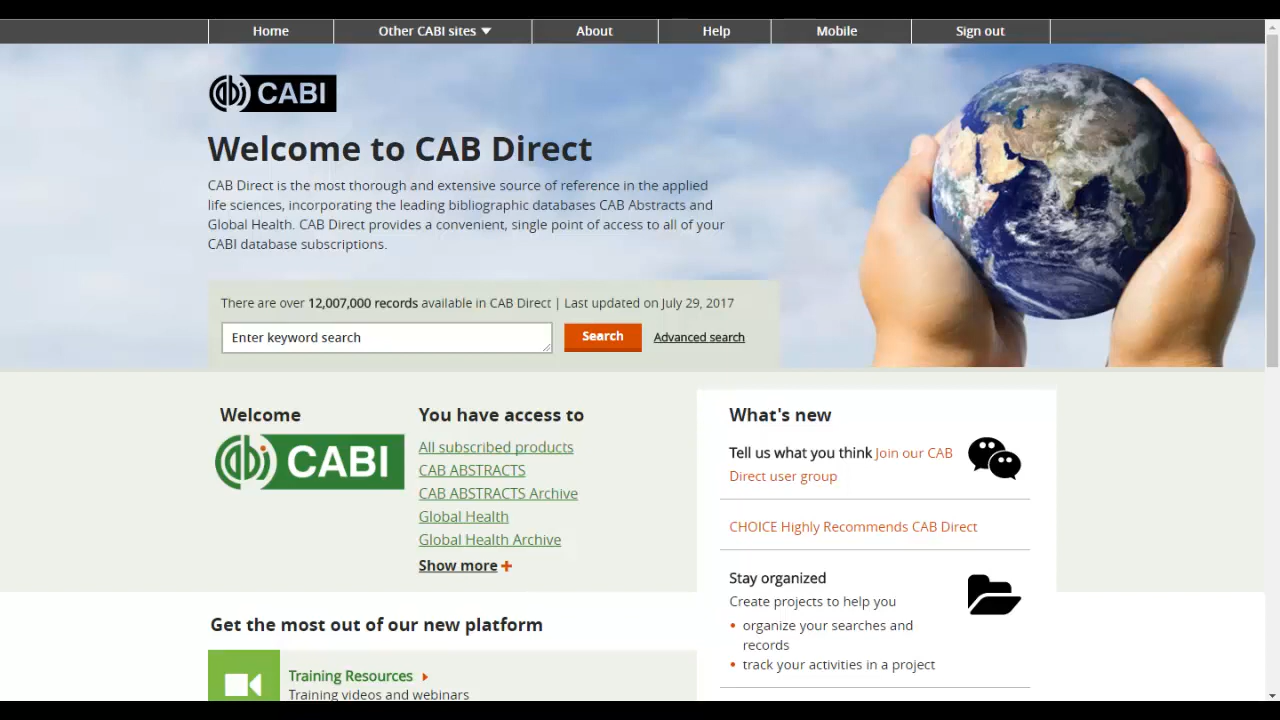 Home
Other CABI sites
About
Help
Mobile
Sign out
CABI
Welcome to CAB Direct
CAB Direct is the most thorough and extensive source of reference in the applied
life sciences, incorporating the leading bibliographic databases CAB Abstracts and
Global Health. CAB Direct provides a convenient, single point of access to all of your
CABI database subscriptions.
There are over 12,007,000 records available in CAB Direct | Last updated on July 29, 2017
Enter keyword search
Search
Advanced search
Welcome
CABI
You have access to
All subscribed products
CAB ABSTRACTS
CAB ABSTRACTS Archive
Global Health
Global Health Archive
Show more
What's new
Tell us what you think Join our CAB
Direct user group
CHOICE Highly Recommends CAB Direct
Stay organized
Create projects to help you
• organize your searches and
records
• track your activities in a project
Get the most out of our new platform
Training Resources
Training videos and webinars